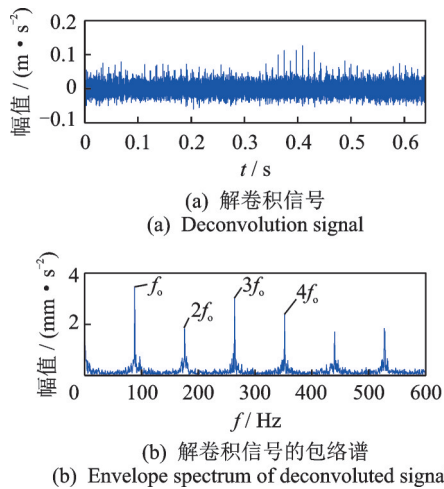 0.2
0.1
0
−0.1
幅值 / (m·s⁻²)
0 0.1 0.2 0.3 0.4 0.5 0.6
t / s
(a) 解卷积信号
(a) Deconvolution signal
4
2
幅值 / (mm·s⁻²)
fₒ
2fₒ
3fₒ
4fₒ
0 100 200 300 400 500 600
f / Hz
(b) 解卷积信号的包络谱
(b) Envelope spectrum of deconvoluted signa